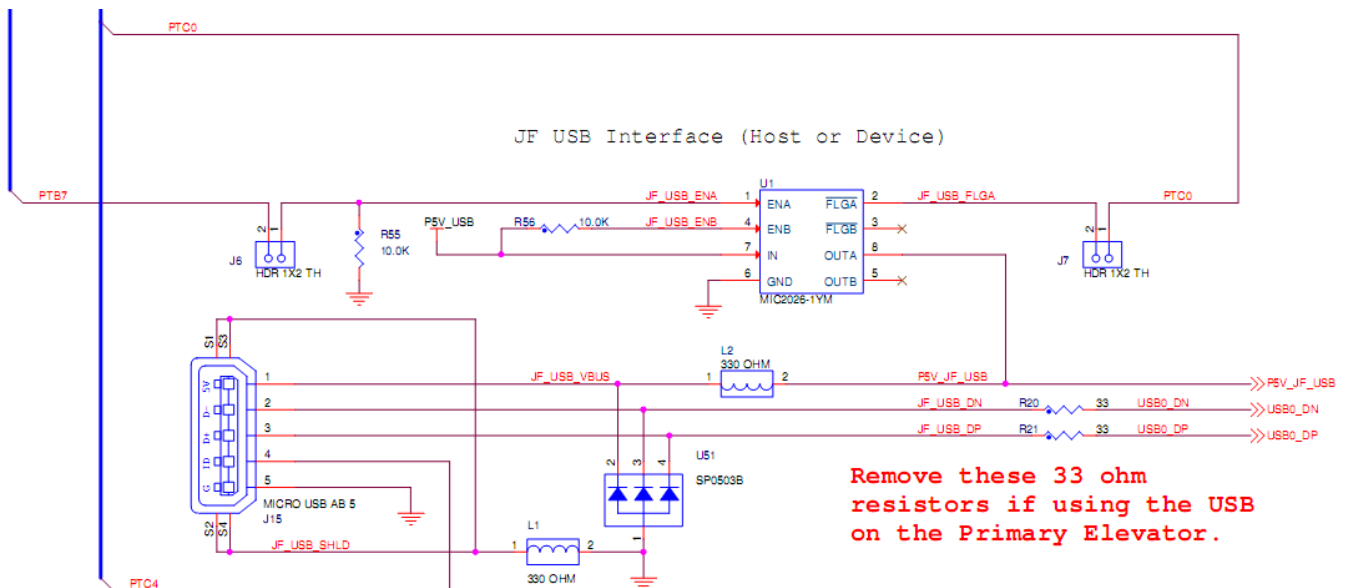 PTC0
JF USB Interface (Host or Device)
PTB7
JF_USB_ENA
U1
JF_USB_FLGA
PTC0
1
ENA
FLGA
2
P5V_USB
R56
10.0K
JF_USB_ENB
4
ENB
FLGB
3
2
1
R55
10.0K
7
IN
OUTA
8
2
1
J6
HDR 1X2 TH
6
GND
OUTB
5
J7
HDR 1X2 TH
MIC2026-1YM
S1
S3
L2
330 OHM
5V
1
JF_USB_VBUS
1
2
P5V_JF_USB
P5V_JF_USB
D-
2
JF_USB_DN
R20
33
USB0_DN
USB0_DN
D+
3
JF_USB_DP
R21
33
USB0_DP
USB0_DP
ID
4
2
3
4
U51
SP0503B
G
5
MICRO USB AB 5
J15
Remove these 33 ohm
resistors if using the USB
on the Primary Elevator.
S2
S4
JF_USB_SHLD
L1
1
2
330 OHM
1
PTC4